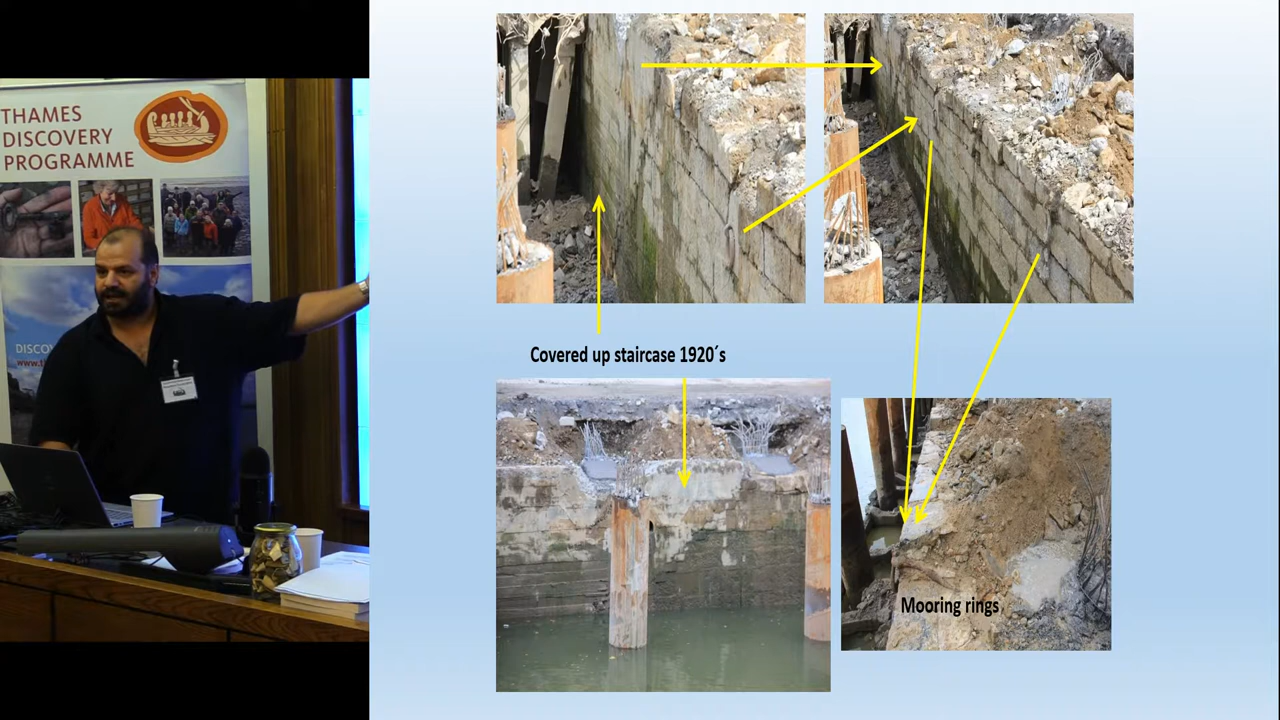 THAMES
DISCOVERY
PROGRAMME
Covered up staircase 1920´s
Mooring rings